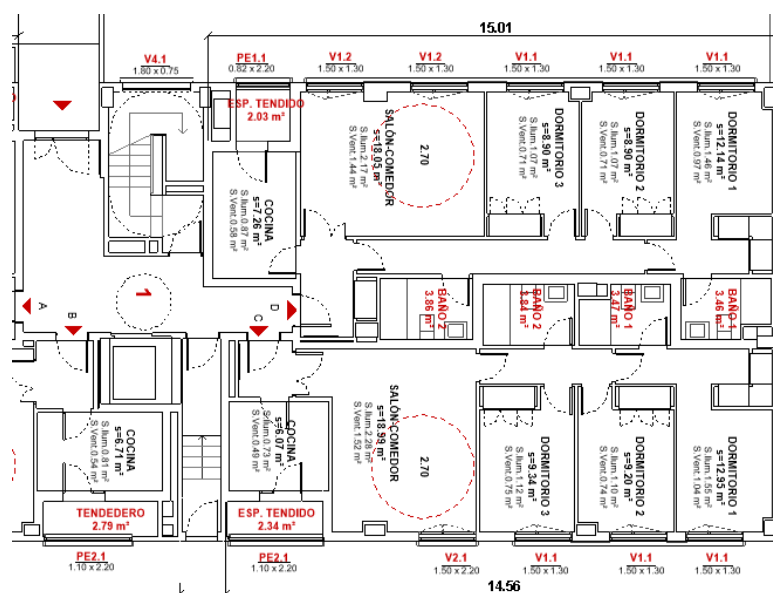 15.01
V4.1
1.80 x 0.75
PE1.1
0.82 x 2.20
V1.2
1.50 x 1.30
V1.2
1.50 x 1.30
V1.1
1.50 x 1.30
V1.1
1.50 x 1.30
V1.1
1.50 x 1.30
ESP. TENDIDO
2.03 m²
COCINA
s=7.26 m²
S.Ilum.0.87 m²
S.Vent.0.58 m²
SALÓN-COMEDOR
s=18.05 m²
S.Ilum.2.17 m²
S.Vent.1.44 m²
2.70
DORMITORIO 3
s=8.90 m²
S.Ilum.1.07 m²
S.Vent.0.71 m²
DORMITORIO 2
s=8.90 m²
S.Ilum.1.07 m²
S.Vent.0.71 m²
DORMITORIO 1
s=12.14 m²
S.Ilum.1.46 m²
S.Vent.0.97 m²
1
A
B
C
D
BAÑO 2
3.86 m²
BAÑO 2
3.84 m²
BAÑO 1
3.47 m²
BAÑO 1
3.46 m²
COCINA
s=6.71 m²
S.Ilum.0.81 m²
S.Vent.0.54 m²
COCINA
s=6.07 m²
S.Ilum.0.73 m²
S.Vent.0.49 m²
SALÓN-COMEDOR
s=18.99 m²
S.Ilum.2.28 m²
S.Vent.1.52 m²
2.70
DORMITORIO 3
s=9.34 m²
S.Ilum.1.12 m²
S.Vent.0.75 m²
DORMITORIO 2
s=9.20 m²
S.Ilum.1.10 m²
S.Vent.0.74 m²
DORMITORIO 1
s=12.95 m²
S.Ilum.1.55 m²
S.Vent.1.04 m²
TENDEDERO
2.79 m²
ESP. TENDIDO
2.34 m²
PE2.1
1.10 x 2.20
PE2.1
1.10 x 2.20
V2.1
1.50 x 2.20
V1.1
1.50 x 1.30
V1.1
1.50 x 1.30
V1.1
1.50 x 1.30
14.56